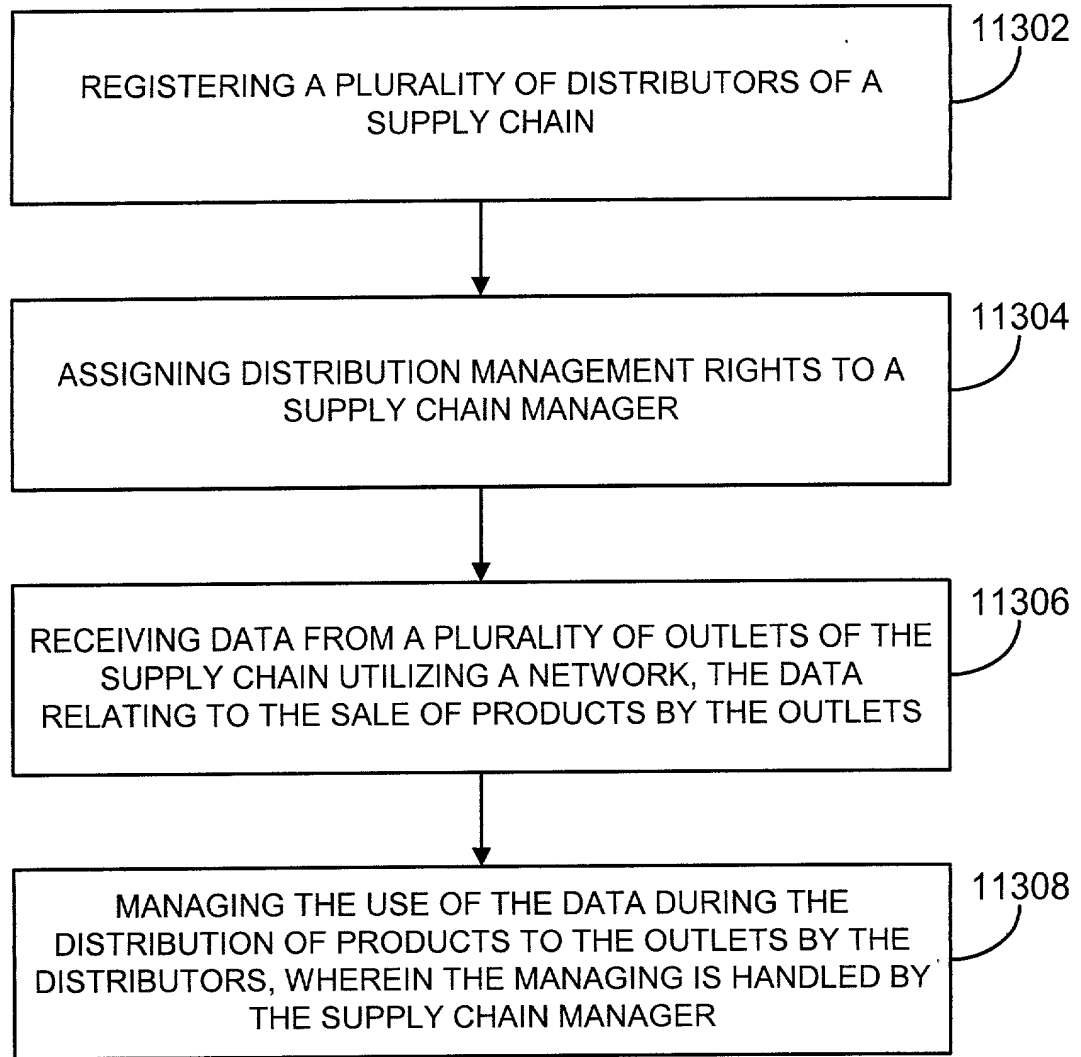 11302
REGISTERING A PLURALITY OF DISTRIBUTORS OF A
SUPPLY CHAIN
11304
ASSIGNING DISTRIBUTION MANAGEMENT RIGHTS TO A
SUPPLY CHAIN MANAGER
11306
RECEIVING DATA FROM A PLURALITY OF OUTLETS OF THE
SUPPLY CHAIN UTILIZING A NETWORK, THE DATA
RELATING TO THE SALE OF PRODUCTS BY THE OUTLETS
11308
MANAGING THE USE OF THE DATA DURING THE
DISTRIBUTION OF PRODUCTS TO THE OUTLETS BY THE
DISTRIBUTORS, WHEREIN THE MANAGING IS HANDLED BY
THE SUPPLY CHAIN MANAGER